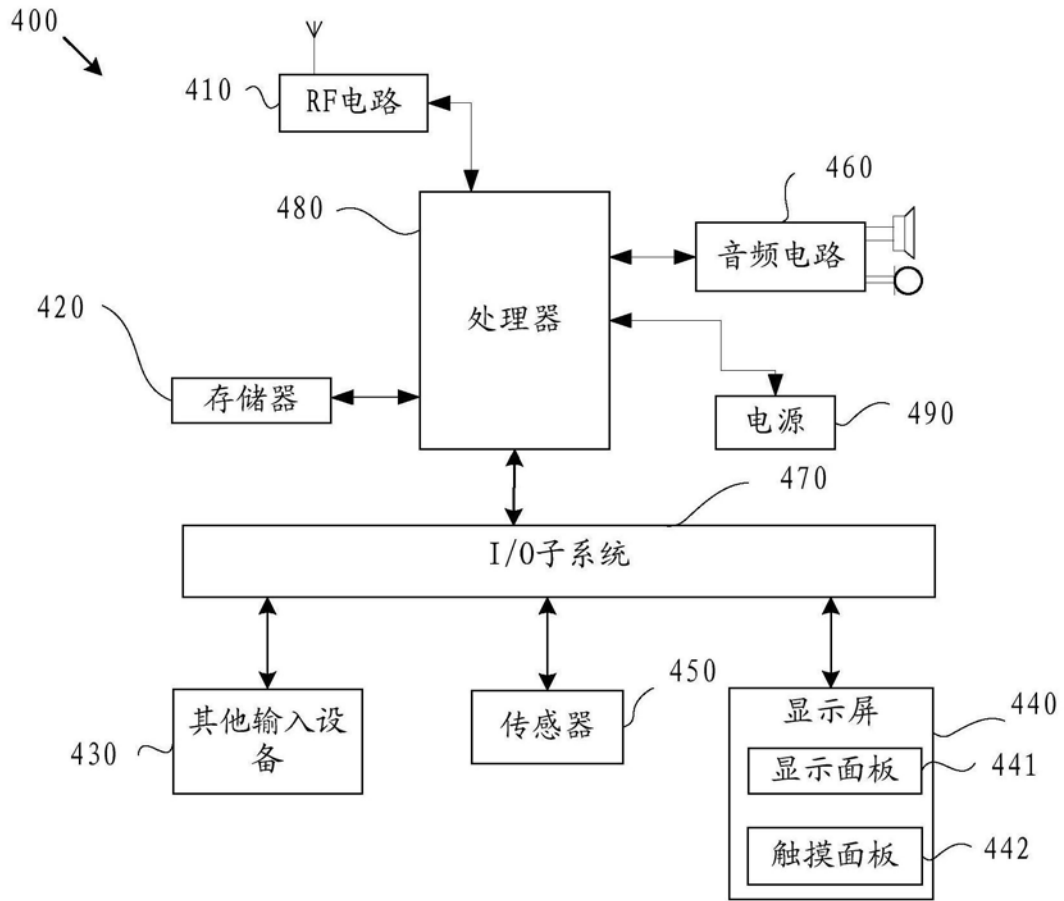 400
410
RF电路
480
460
音频电路
处理器
420
存储器
电源
490
470
I/O子系统
450
其他输入设
备
430
传感器
显示屏
440
显示面板
441
触摸面板
442